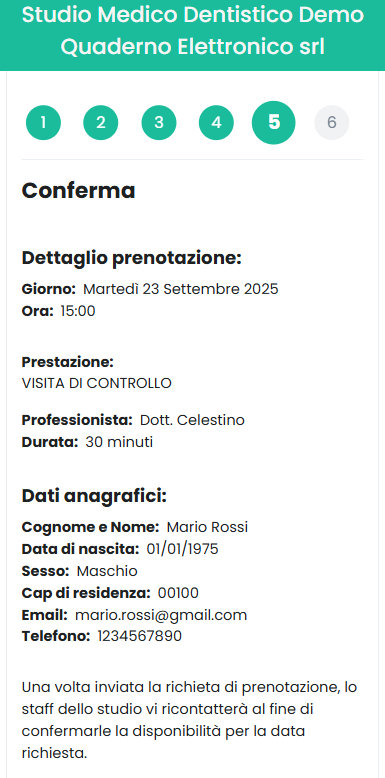 Studio Medico Dentistico Demo
Quaderno Elettronico srl
1 2 3 4 5 6
Conferma
Dettaglio prenotazione:
Giorno: Martedì 23 Settembre 2025
Ora: 15:00
Prestazione:
VISITA DI CONTROLLO
Professionista: Dott. Celestino
Durata: 30 minuti
Dati anagrafici:
Cognome e Nome: Mario Rossi
Data di nascita: 01/01/1975
Sesso: Maschio
Cap di residenza: 00100
Email: mario.rossi@gmail.com
Telefono: 1234567890
Una volta inviata la richieta di prenotazione, lo
staff dello studio vi ricontatterà al fine di
confermarle la disponibilità per la data
richiesta.